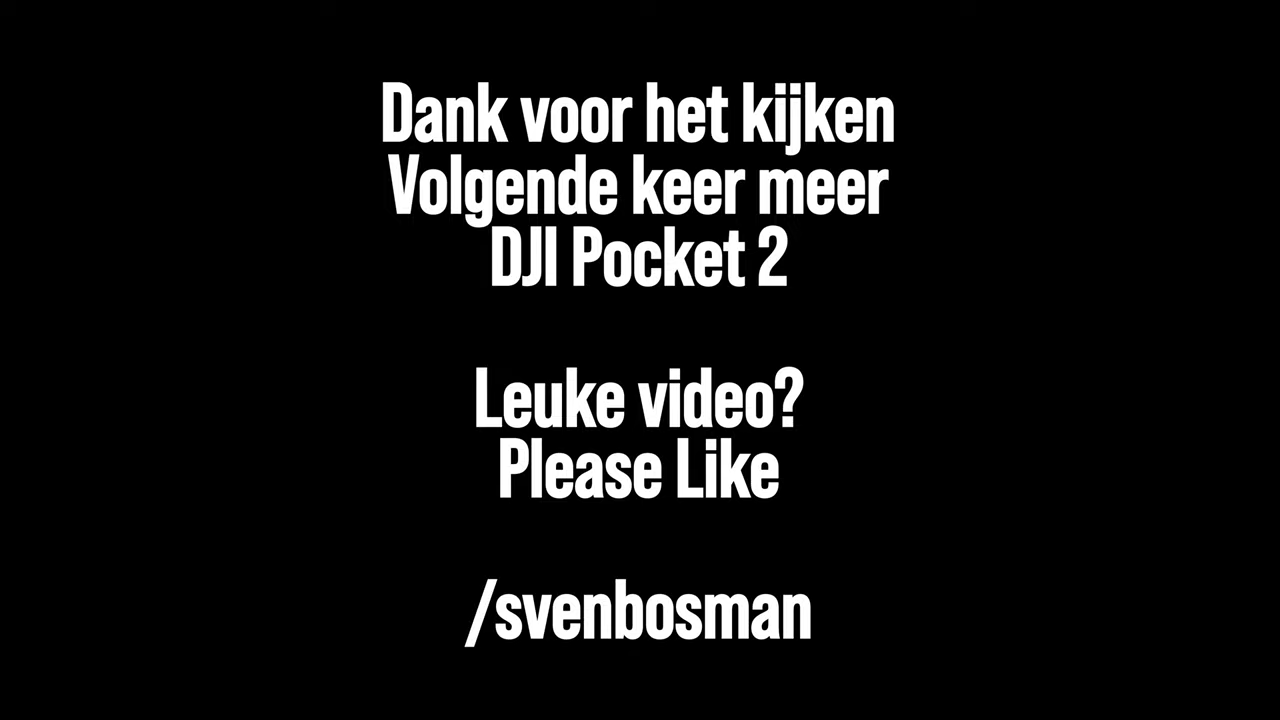 Dank voor het kijken
Volgende keer meer
DJI Pocket 2
Leuke video?
Please Like
/svenbosman